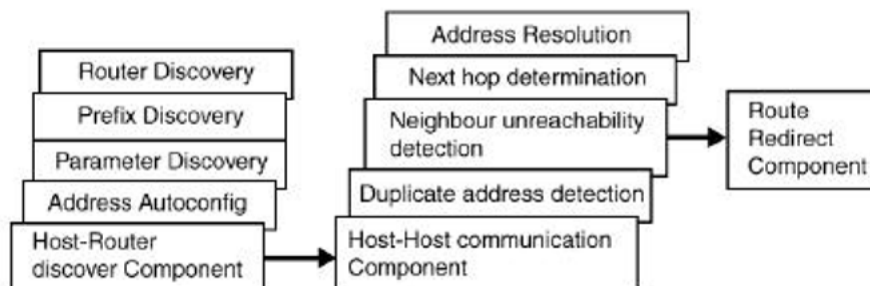 Router Discovery
Prefix Discovery
Parameter Discovery
Address Autoconfig
Host-Router
discover Component
Address Resolution
Next hop determination
Neighbour unreachability
detection
Duplicate address detection
Host-Host communication
Component
Route
Redirect
Component